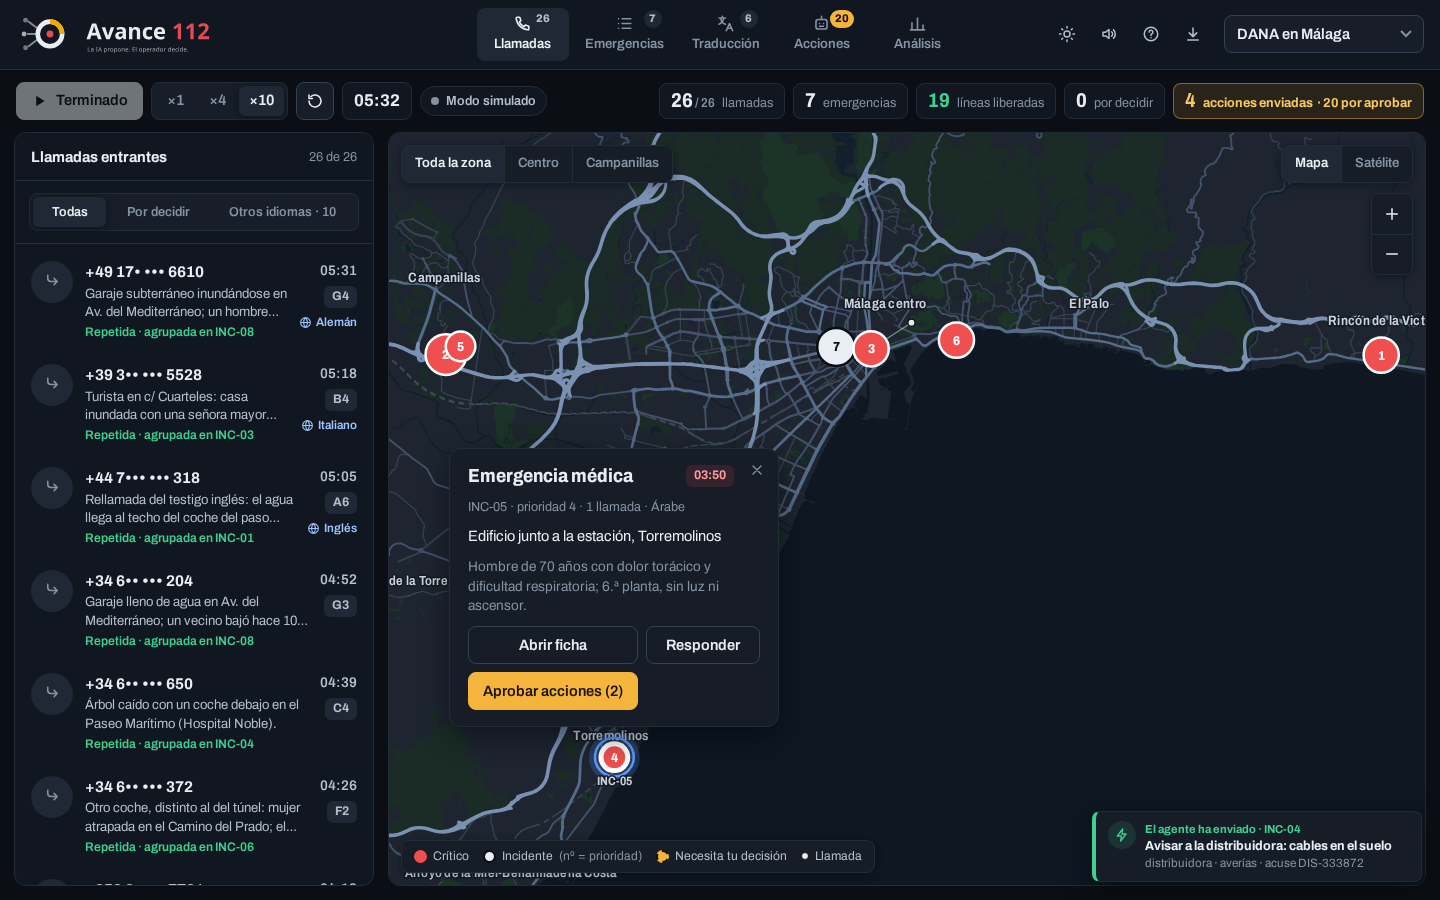 Avance 112
La IA propone. El operador decide.
Llamadas 26
Emergencias 7
Traducción 6
Acciones 20
Análisis
DANA en Málaga
Terminado
×1 ×4 ×10
05:32
Modo simulado
26 / 26 llamadas
7 emergencias
19 líneas liberadas
0 por decidir
4 acciones enviadas · 20 por aprobar
Llamadas entrantes
26 de 26
Todas Por decidir Otros idiomas · 10
+49 17• ••• 6610 05:31
Garaje subterráneo inundándose en G4
Av. del Mediterráneo; un hombre... Alemán
Repetida · agrupada en INC-08
+39 3•• ••• 5528 05:18
Turista en c/ Cuarteles: casa B4
inundada con una señora mayor... Italiano
Repetida · agrupada en INC-03
+44 7••• ••• 318 05:05
Rellamada del testigo inglés: el agua A6
llega al techo del coche del paso... Inglés
Repetida · agrupada en INC-01
+34 6•• ••• 204 04:52
Garaje lleno de agua en Av. del G3
Mediterráneo; un vecino bajó hace 10...
Repetida · agrupada en INC-08
+34 6•• ••• 650 04:39
Árbol caído con un coche debajo en el C4
Paseo Marítimo (Hospital Noble).
Repetida · agrupada en INC-04
+34 6•• ••• 372 04:26
Otro coche, distinto al del túnel: mujer F2
atrapada en el Camino del Prado; el...
Repetida · agrupada en INC-06
Toda la zona Centro Campanillas
Mapa Satélite
+
−
Campanillas
Málaga centro
El Palo
Rincón de la Vict
2 5 7 3 6 1
de la Torre
Emergencia médica 03:50
INC-05 · prioridad 4 · 1 llamada · Árabe
Edificio junto a la estación, Torremolinos
Hombre de 70 años con dolor torácico y
dificultad respiratoria; 6.ª planta, sin luz ni
ascensor.
Abrir ficha Responder
Aprobar acciones (2)
Torremolinos
4
INC-05
Crítico Incidente (nº = prioridad) Necesita tu decisión Llamada
Arroyo de la Miel-Benalmádena Costa
El agente ha enviado · INC-04
Avisar a la distribuidora: cables en el suelo
distribuidora · averías · acuse DIS-333872